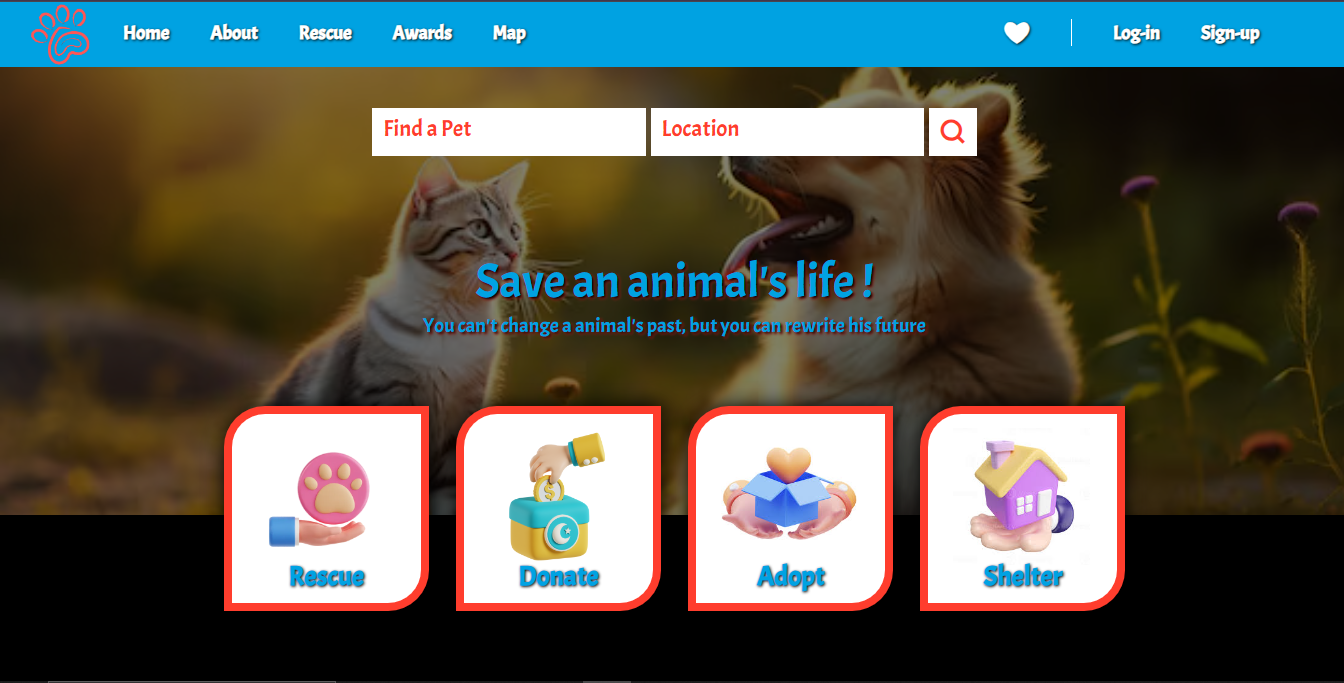 Home About Rescue Awards Map Log-in Sign-up
Find a Pet Location
Save an animal's life !
You can't change a animal's past, but you can rewrite his future
Rescue Donate Adopt Shelter